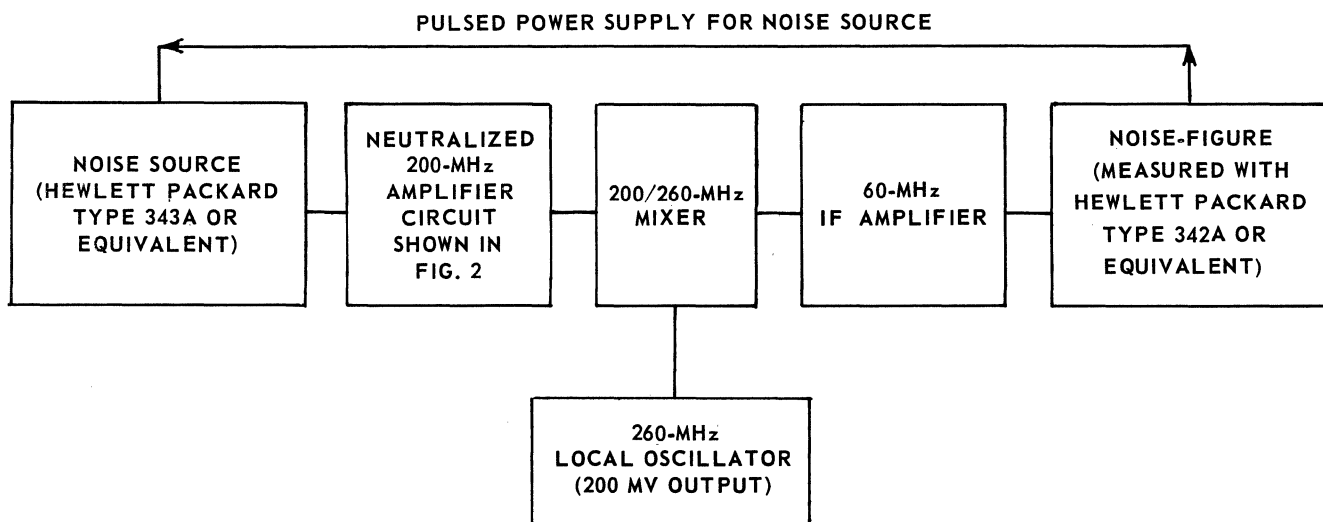 PULSED POWER SUPPLY FOR NOISE SOURCE
NOISE SOURCE
(HEWLETT PACKARD
TYPE 343A OR
EQUIVALENT)
NEUTRALIZED
200-MHz
AMPLIFIER
CIRCUIT
SHOWN IN
FIG. 2
200/260-MHz
MIXER
60-MHz
IF AMPLIFIER
NOISE-FIGURE
(MEASURED WITH
HEWLETT PACKARD
TYPE 342A OR
EQUIVALENT)
260-MHz
LOCAL OSCILLATOR
(200 MV OUTPUT)